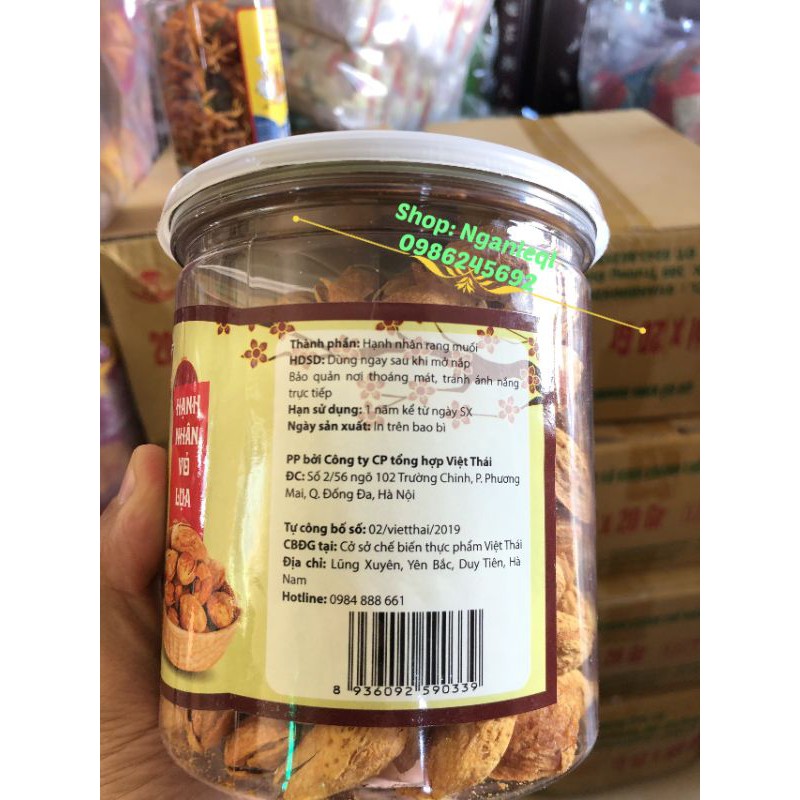 Shop: Nganleql
0986245692
HẠNH
NHÂN
VỎ
LỤA
Thành phần: Hạnh nhân rang muối
HDSD: Dùng ngay sau khi mở nắp
Bảo quản nơi thoáng mát, tránh ánh nắng
trực tiếp
Hạn sử dụng: 1 năm kể từ ngày SX
Ngày sản xuất: In trên bao bì
PP bởi Công ty CP tổng hợp Việt Thái
ĐC: Số 2/56 ngõ 102 Trường Chinh, P. Phương
Mai, Q. Đống Đa, Hà Nội
Tự công bố số: 02/vietthai/2019
CBĐG tại: Cở sở chế biến thực phẩm Việt Thái
Địa chỉ: Lũng Xuyên, Yên Bắc, Duy Tiên, Hà
Nam
Hotline: 0984 888 661
8 936092 590339